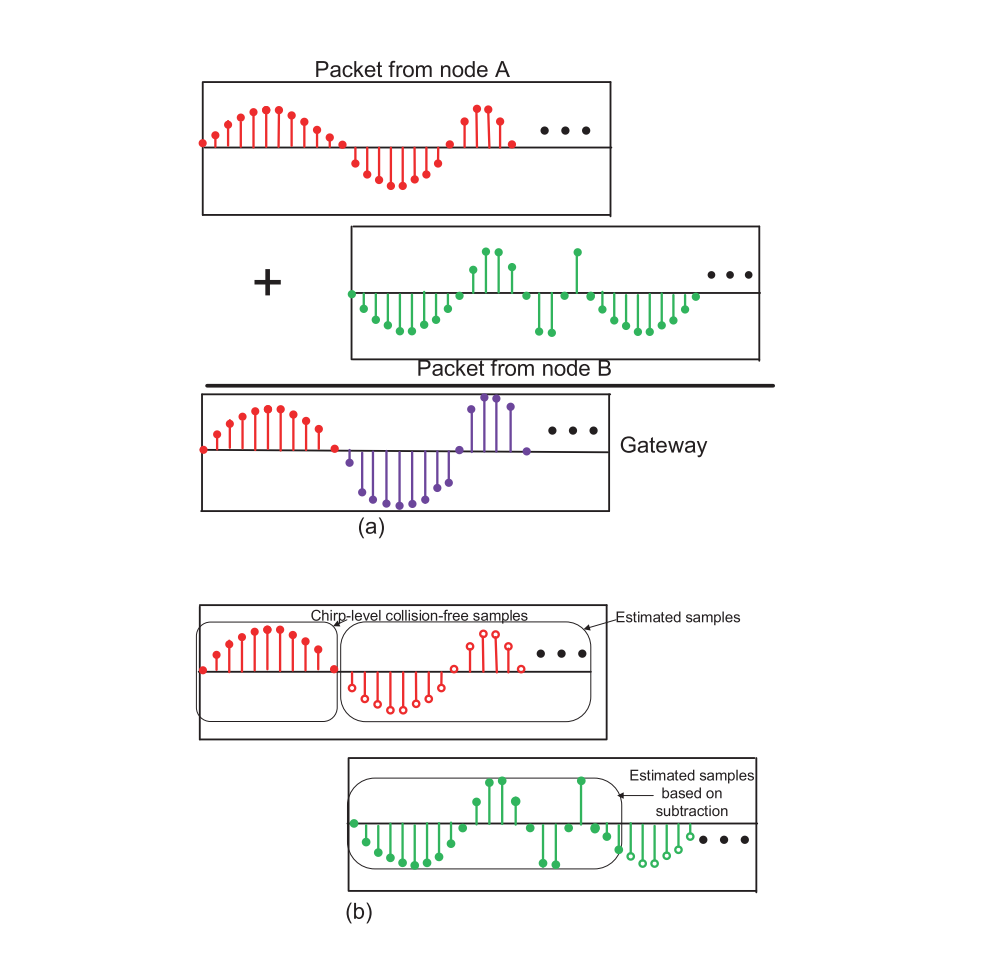 Packet from node A
+
Packet from node B
Gateway
(a)
Chirp-level collision-free samples
Estimated samples
Estimated samples
based on
subtraction
(b)